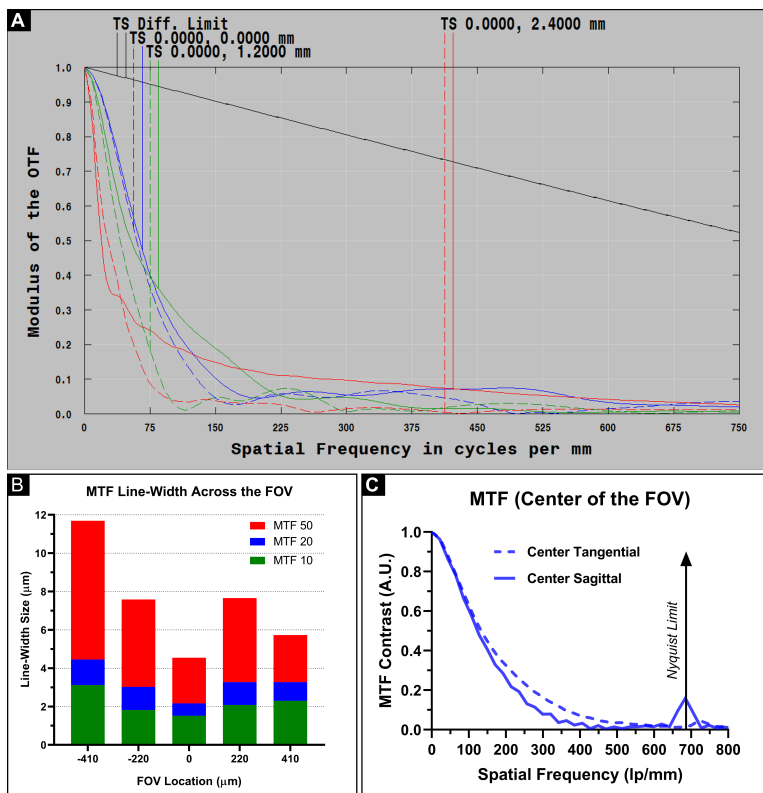 A
TS Diff. Limit
TS 0.0000, 2.4000 mm
TS 0.0000, 0.0000 mm
TS 0.0000, 1.2000 mm
1.0
0.9
0.8
0.7
0.6
0.5
0.4
0.3
0.2
0.1
0.0
Modulus of the OTF
0 75 150 225 300 375 450 525 600 675 750
Spatial Frequency in cycles per mm
B
MTF Line-Width Across the FOV
MTF 50
MTF 20
MTF 10
12
10
8
6
4
2
0
Line-Width Size (μm)
-410 -220 0 220 410
FOV Location (μm)
C
MTF (Center of the FOV)
Center Tangential
Center Sagittal
Nyquist Limit
1.0
0.8
0.6
0.4
0.2
0.0
MTF Contrast (A.U.)
0 100 200 300 400 500 600 700 800
Spatial Frequency (lp/mm)